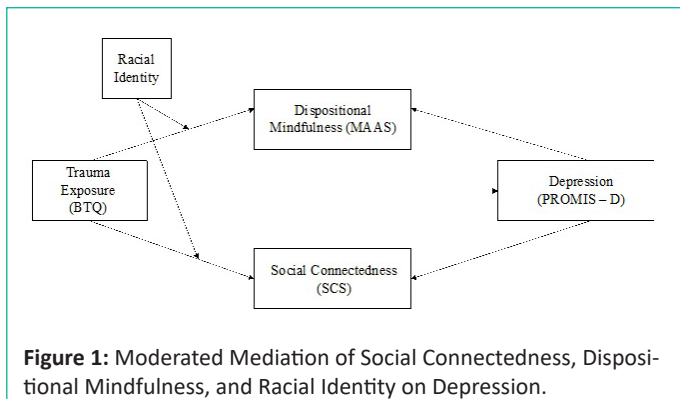 Racial
Identity
Dispositional
Mindfulness (MAAS)
Trauma
Exposure
(BTQ)
Depression
(PROMIS – D)
Social Connectedness
(SCS)
Figure 1: Moderated Mediation of Social Connectedness, Disposi-
tional Mindfulness, and Racial Identity on Depression.